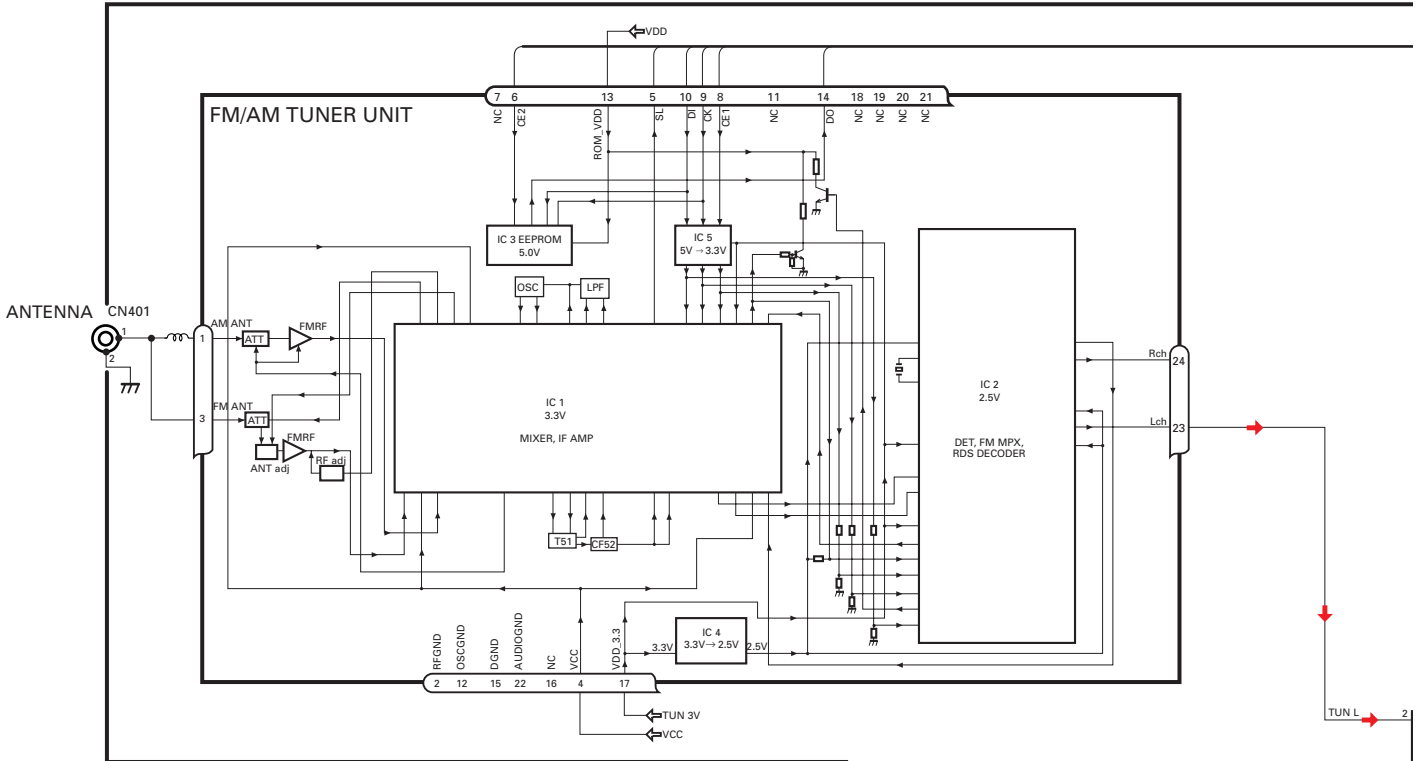 VDD
7 6 13 5 10 9 8 11 14 18 19 20 21
FM/AM TUNER UNIT
NC
CE2
ROM_VDD
SL
DI
CK
CE1
NC
DO
NC
NC
NC
NC
IC 3 EEPROM
5.0V
IC 5
5V → 3.3V
OSC
LPF
ANTENNA
CN401
1
2
1
AM ANT
ATT
FMRF
3
FM ANT
ATT
FMRF
ANT adj
RF adj
IC 1
3.3V
MIXER, IF AMP
IC 2
2.5V
DET, FM MPX,
RDS DECODER
Rch
24
Lch
23
T51
CF52
RFGND
OSCGND
DGND
AUDIOGND
NC
VCC
VDD_3.3
3.3V
IC 4
3.3V→2.5V
2.5V
2 12 15 22 16 4 17
TUN 3V
VCC
TUN L
2